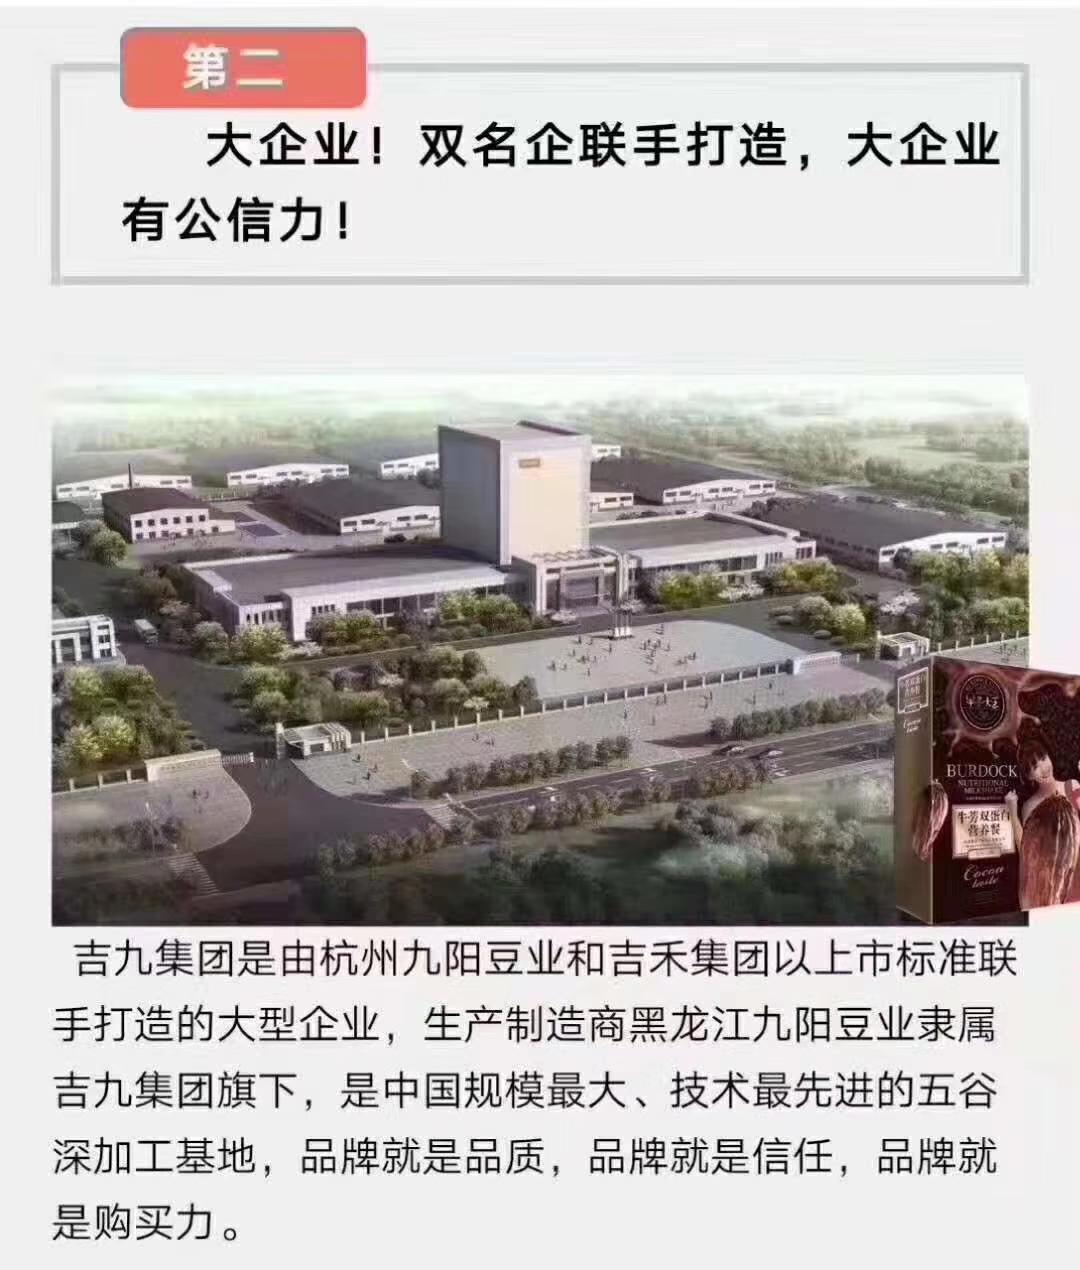 第二
大企业！双名企联手打造，大企业
有公信力！
BURDOCK
NUTRITIONAL
MILKSHAKE
牛蒡双蛋白
营养餐
Cocoa
taste
吉九集团是由杭州九阳豆业和吉禾集团以上市标准联
手打造的大型企业，生产制造商黑龙江九阳豆业隶属
吉九集团旗下，是中国规模最大、技术最先进的五谷
深加工基地，品牌就是品质，品牌就是信任，品牌就
是购买力。